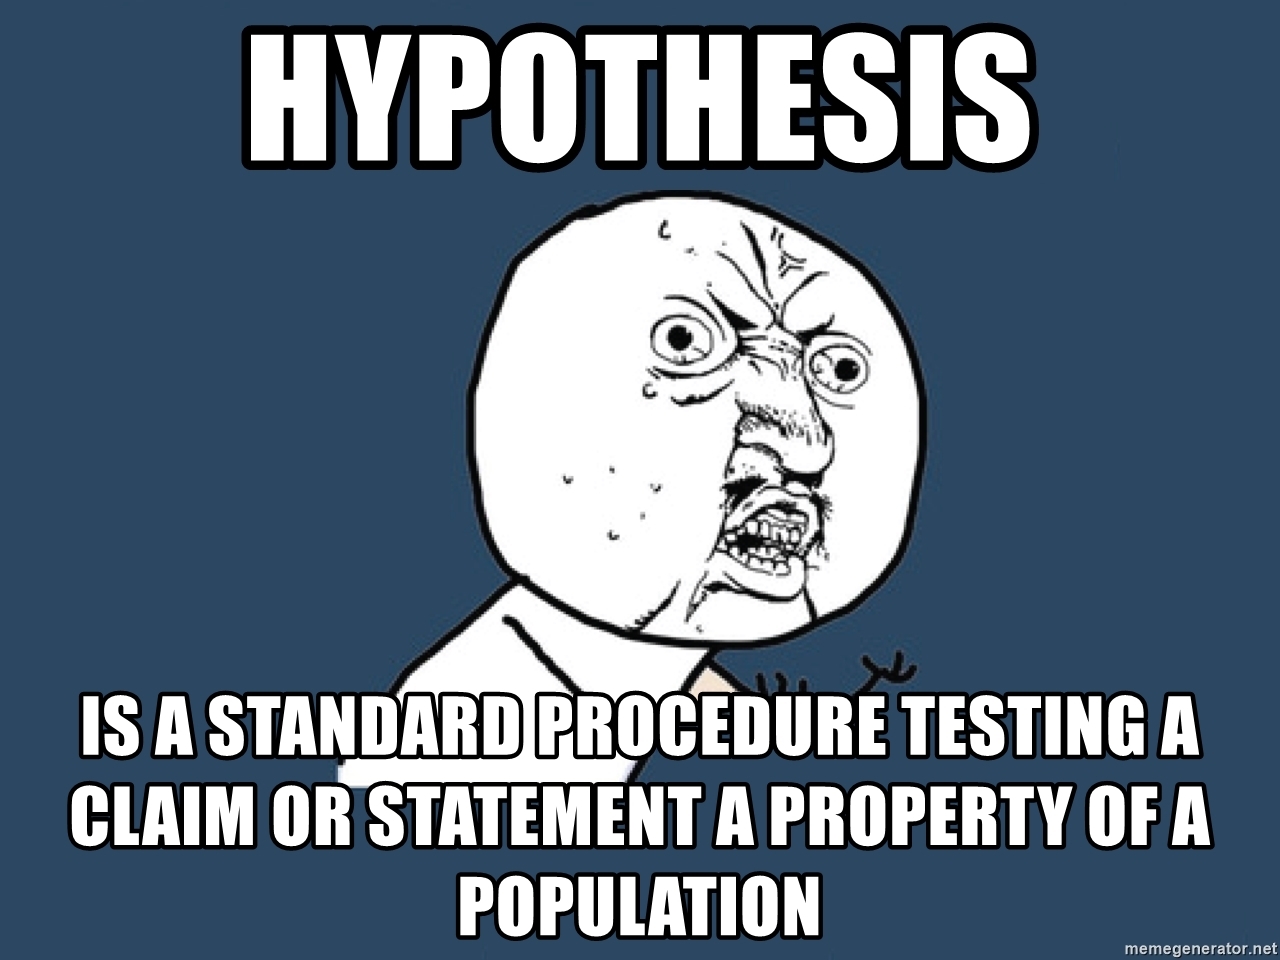 HYPOTHESIS
IS A STANDARD PROCEDURE TESTING A
CLAIM OR STATEMENT A PROPERTY OF A
POPULATION
memegenerator.net